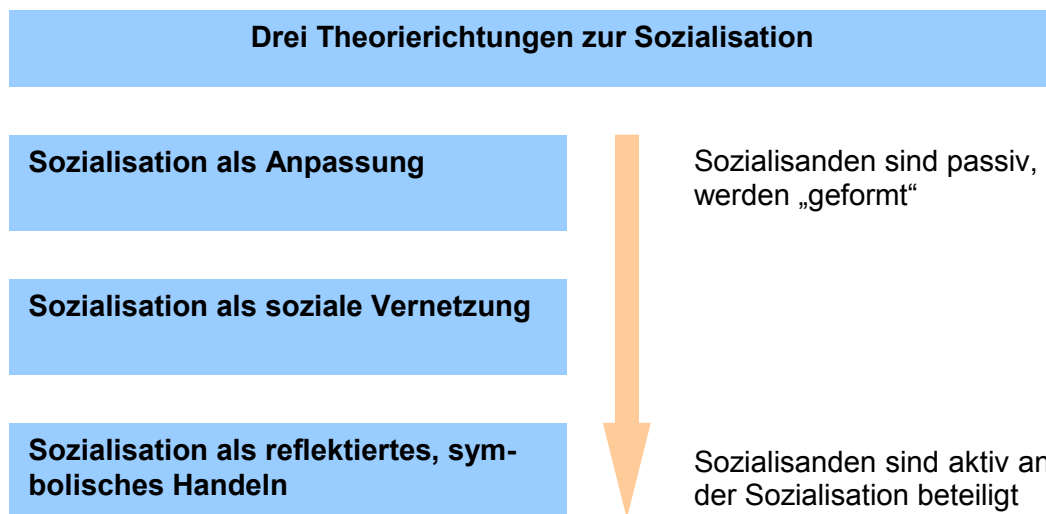 Drei Theorierichtungen zur Sozialisation
Sozialisation als Anpassung
Sozialisanden sind passiv,
werden „geformt“
Sozialisation als soziale Vernetzung
Sozialisation als reflektiertes, sym-
bolisches Handeln
Sozialisanden sind aktiv an
der Sozialisation beteiligt